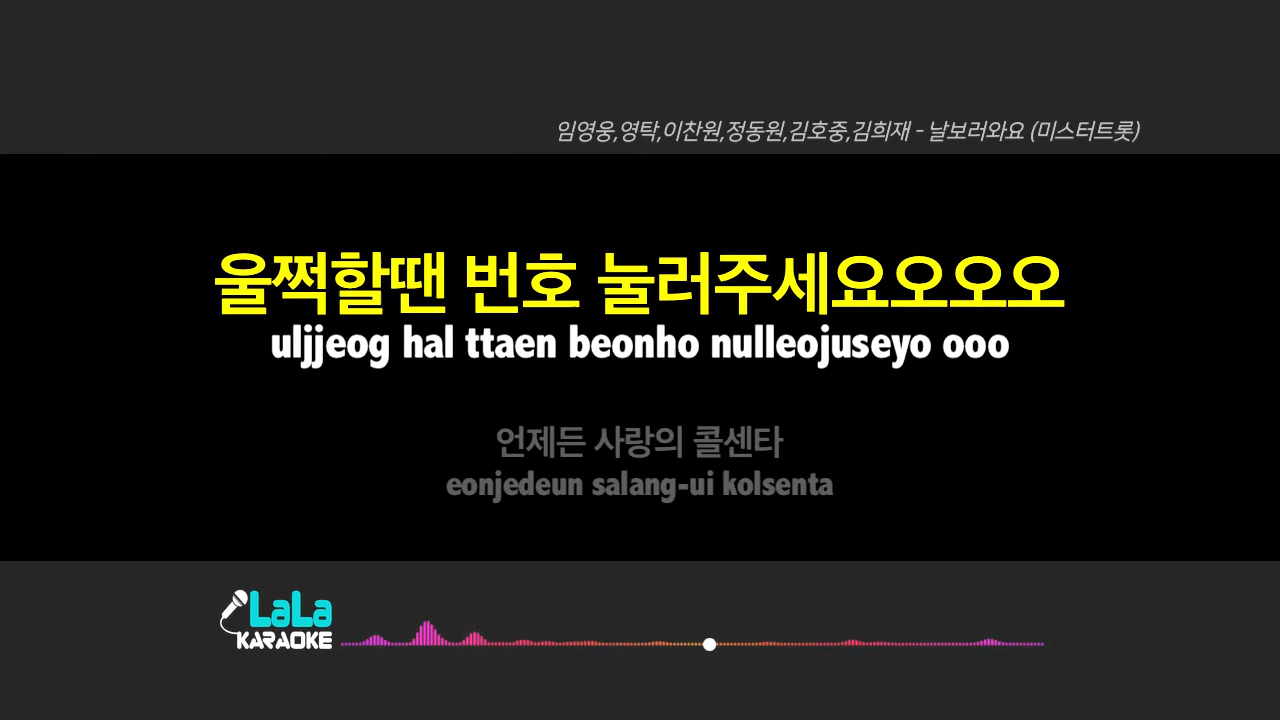 임영웅,영탁,이찬원,정동원,김호중,김희재 - 날보러와요 (미스터트롯)
울쩍할땐 번호 눌러주세요오오오
uljjeog hal ttaen beonho nulleojuseyo ooo
언제든 사랑의 콜센타
eonjedeun salang-ui kolsenta
LaLa
KARAOKE